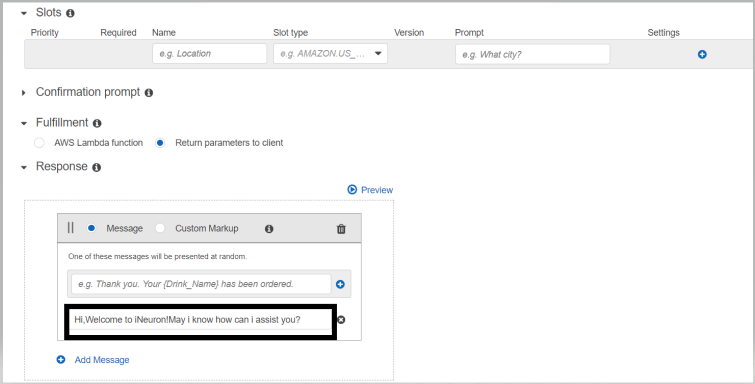 Slots
Priority Required Name Slot type Version Prompt Settings
e.g. Location e.g. AMAZON.US_... e.g. What city?
Confirmation prompt
Fulfillment
AWS Lambda function Return parameters to client
Response
Preview
Message Custom Markup
One of these messages will be presented at random.
e.g. Thank you. Your {Drink_Name} has been ordered.
Hi,Welcome to iNeuron!May i know how can i assist you?
Add Message